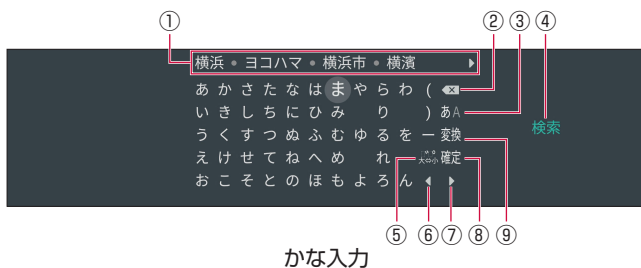 ① ② ③ ④
横浜 • ヨコハマ • 横浜市 • 横濱
あ か さ た な は ま や ら わ (
い き し ち に ひ み り ) あA
検索
う く す つ ぬ ふ む ゆ る を ー 変換
え け せ て ね へ め れ 大⇔小 確定
お こ そ と の ほ も よ ろ ん
⑤ ⑥ ⑦ ⑧ ⑨
かな入力